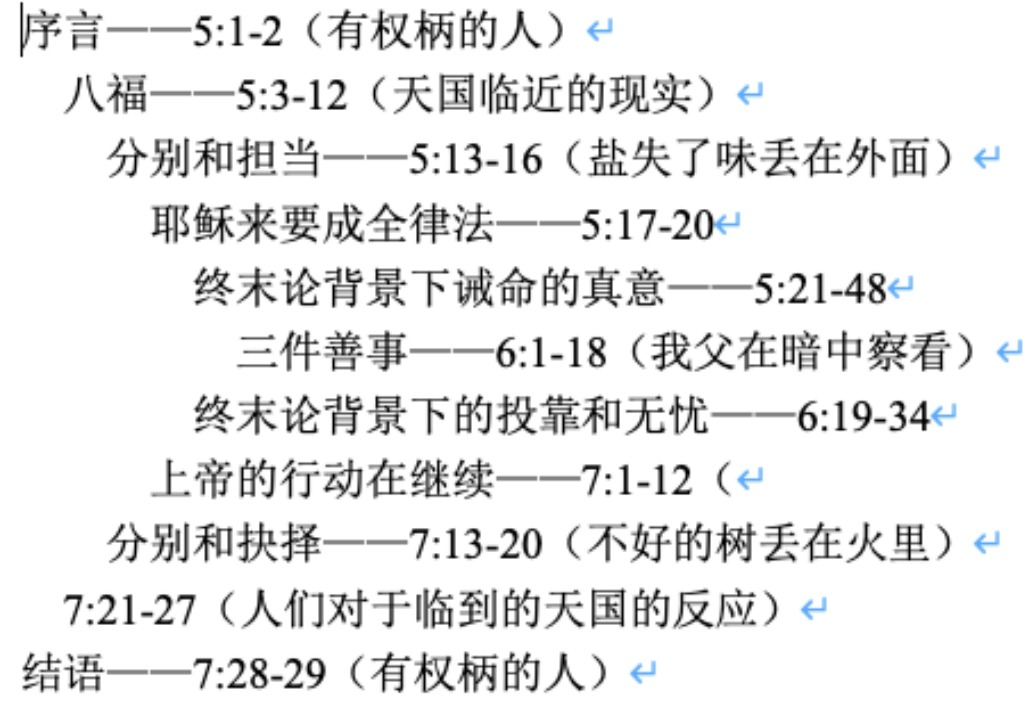 序言——5:1-2（有权柄的人）
八福——5:3-12（天国临近的现实）
分别和担当——5:13-16（盐失了味丢在外面）
耶稣来要成全律法——5:17-20
终末论背景下诫命的真意——5:21-48
三件善事——6:1-18（我父在暗中察看）
终末论背景下的投靠和无忧——6:19-34
上帝的行动在继续——7:1-12（
分别和抉择——7:13-20（不好的树丢在火里）
7:21-27（人们对于临到的天国的反应）
结语——7:28-29（有权柄的人）